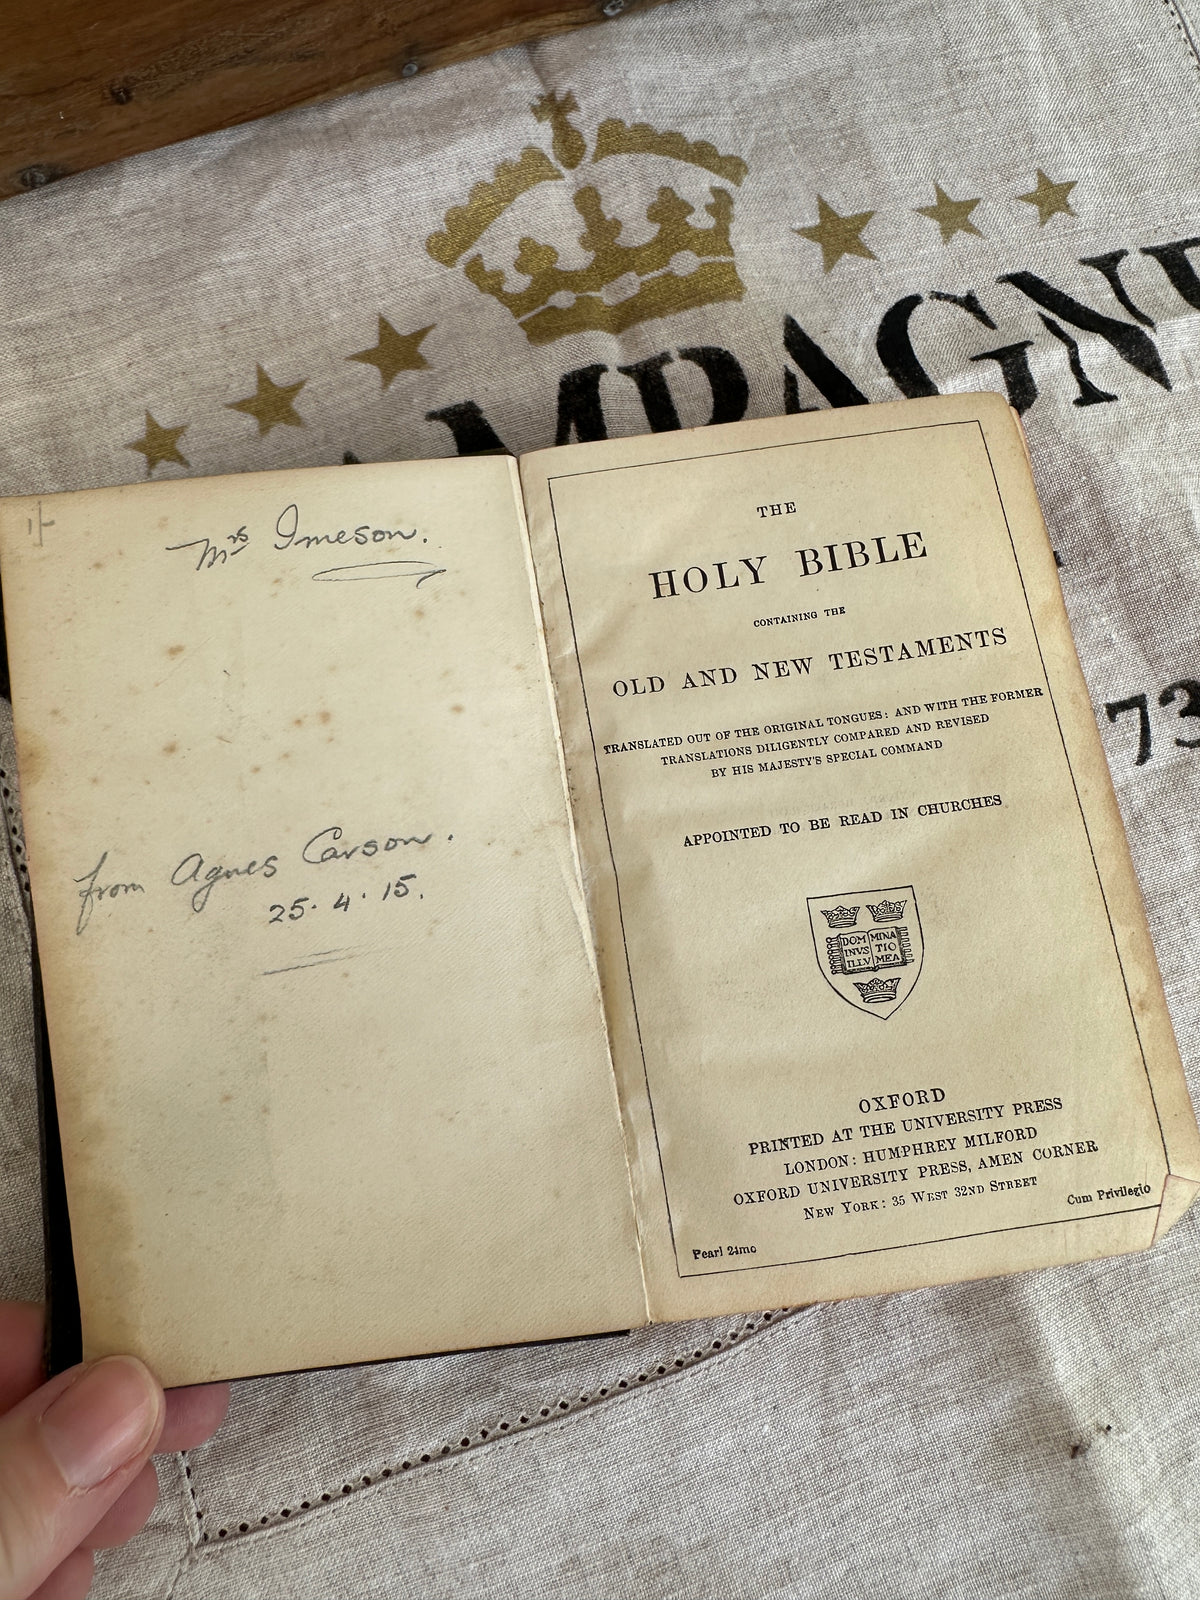 MPAGNE
73
1/-
Mrs Imeson.
from Agnes Carson.
25.4.15.
THE
HOLY BIBLE
CONTAINING THE
OLD AND NEW TESTAMENTS
TRANSLATED OUT OF THE ORIGINAL TONGUES: AND WITH THE FORMER
TRANSLATIONS DILIGENTLY COMPARED AND REVISED
BY HIS MAJESTY'S SPECIAL COMMAND
APPOINTED TO BE READ IN CHURCHES
DOM MINA
INVS TIO
ILLV MEA
OXFORD
PRINTED AT THE UNIVERSITY PRESS
LONDON: HUMPHREY MILFORD
OXFORD UNIVERSITY PRESS, AMEN CORNER
NEW YORK: 35 WEST 32ND STREET
Cum Privilegio
Pearl 24mo